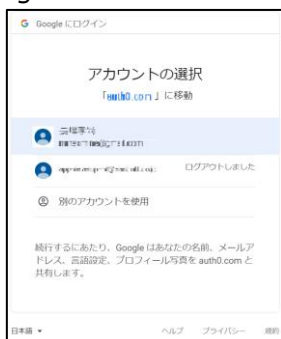 Google にログイン
アカウントの選択
「auth0.com 」に移動
ログアウトしました
別のアカウントを使用
続行するにあたり、Google はあなたの名前、メールア
ドレス、言語設定、プロフィール写真を auth0.com と
共有します。
日本語
ヘルプ プライバシー 規約